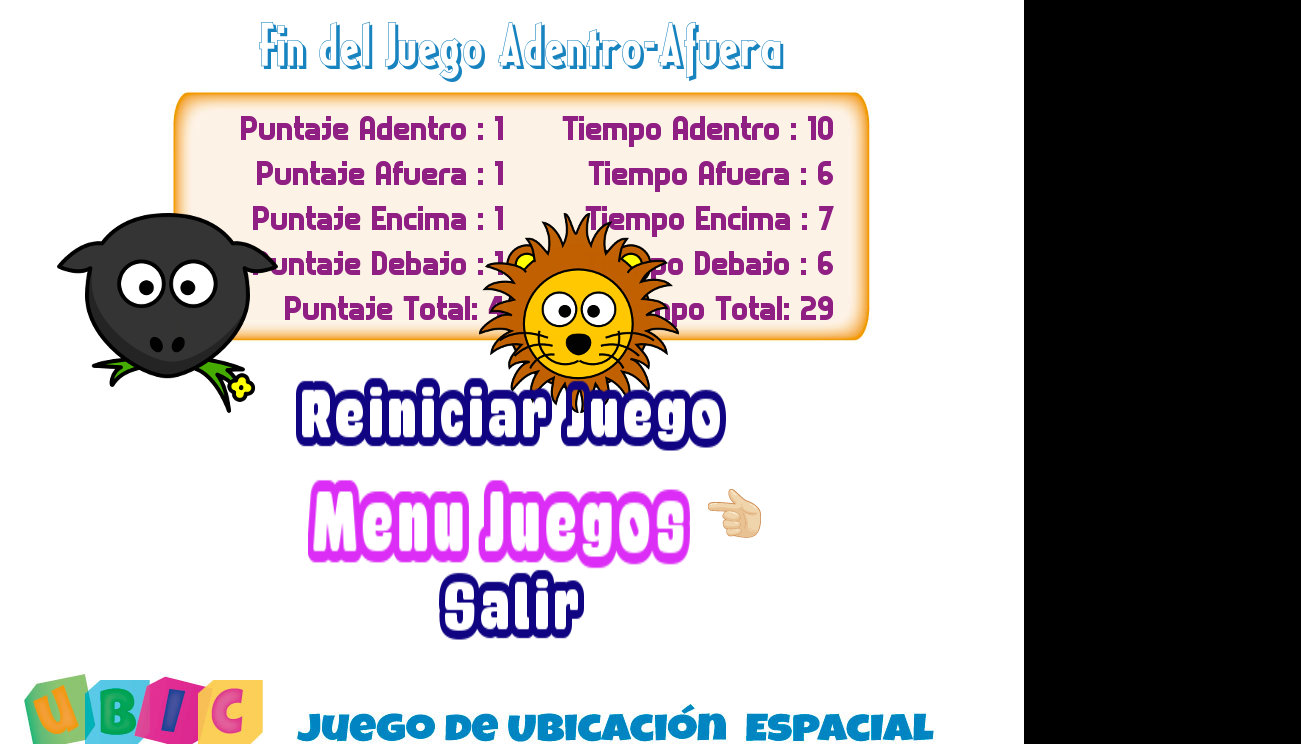 Fin del Juego Adentro-Afuera
Puntaje Adentro : 1 Tiempo Adentro : 10
Puntaje Afuera : 1 Tiempo Afuera : 6
Puntaje Encima : 1 Tiempo Encima : 7
Debajo : Debajo : 6
Puntaje Total: Total: 29
Reiniciar Juego
Menu Juegos
Salir
UBIC
JUEGO DE UBICACIÓN ESPACIAL